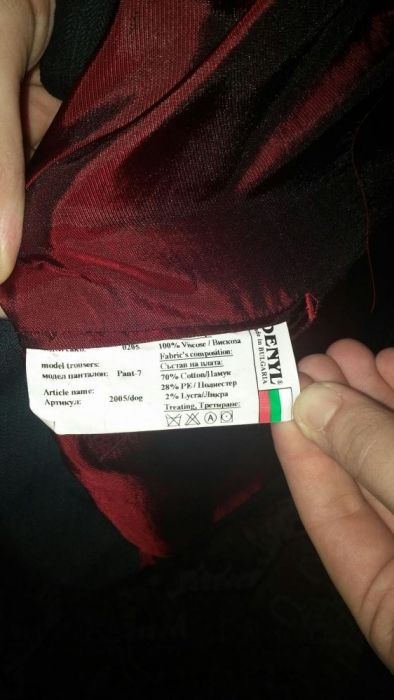 0205
model trousers:
модел панталон: Pant-7
Article name:
Артикул: 2005/dog
100% Viscose / Вискоза
Fabric's composition:
Състав на плата:
70% Cotton/Памук
28% PE / Полиестер
2% Lycra/Ликра
Treating, Третиране:
A
DENYL®
Made in BULGARIA